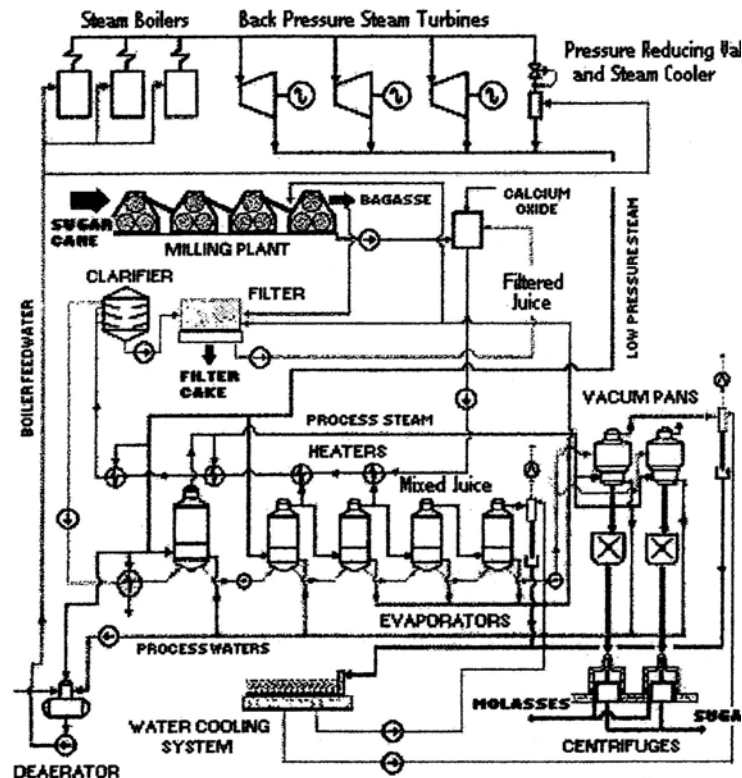 Steam Boilers
Back Pressure Steam Turbines
Pressure Reducing Val
and Steam Cooler
SUGAR
CANE
BAGASSE
MILLING PLANT
CALCIUM
OXIDE
CLARIFIER
FILTER
Filtered
Juice
LOW PRESSURE STEAM
FILTER
CAKE
BOILER FEEDWATER
VACUM PANS
PROCESS STEAM
HEATERS
Mixed Juice
EVAPORATORS
PROCESS WATERS
WATER COOLING
SYSTEM
MOLASSES
SUGA
CENTRIFUGES
DEAERATOR